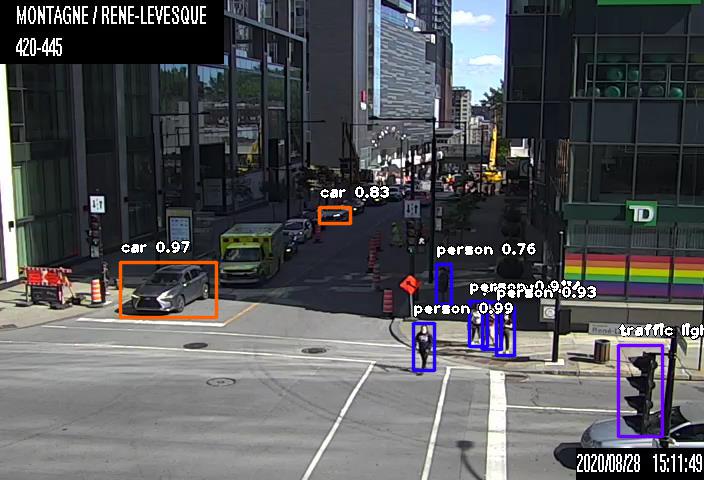 MONTAGNE / RENE-LEVESQUE
420-445
car 0.83
TD
car 0.97
person 0.76
person 0.93
person 0.99
traffic
2020/08/28 15:11:49